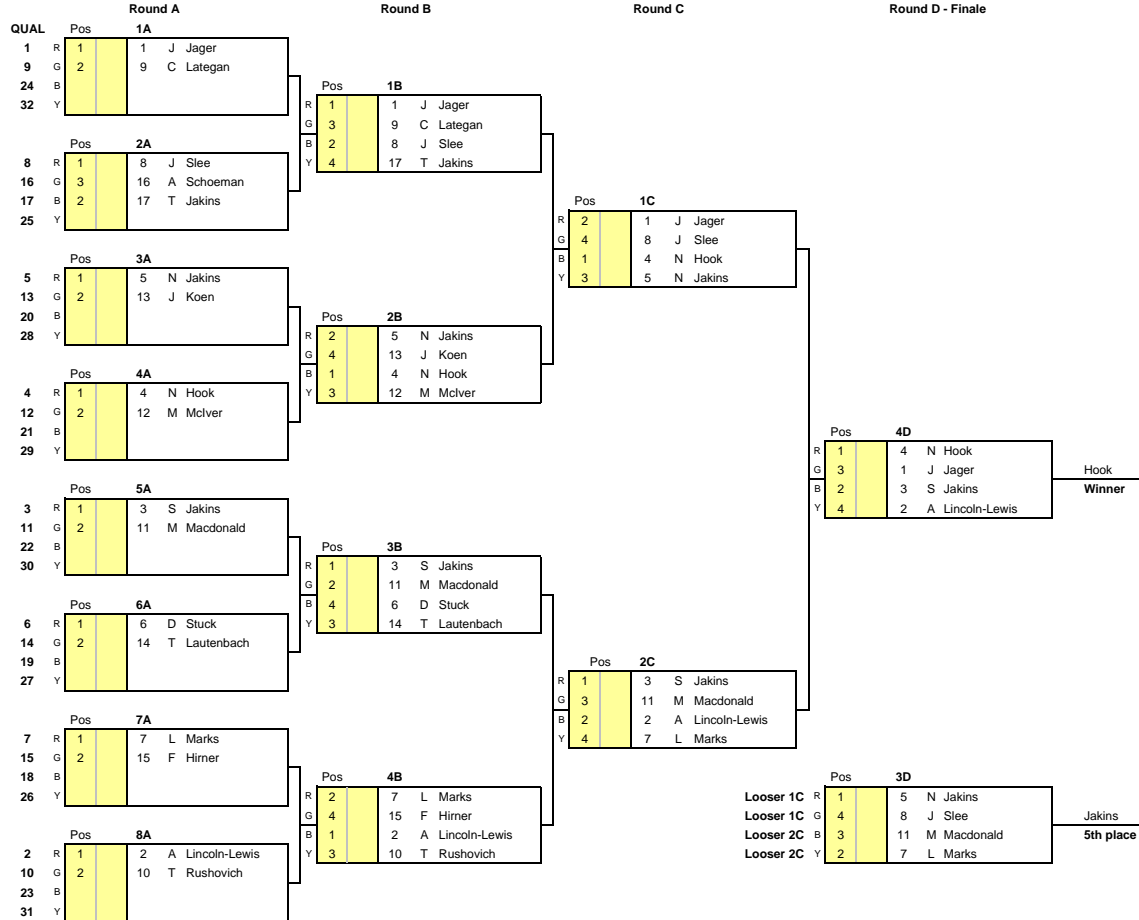 Round A Round B Round C Round D - Finale
QUAL Pos 1A
1 R 1 1 J Jager
9 G 2 9 C Lategan
24 B
32 Y
Pos 2A
8 R 1 8 J Slee
16 G 3 16 A Schoeman
17 B 2 17 T Jakins
25 Y
Pos 3A
5 R 1 5 N Jakins
13 G 2 13 J Koen
20 B
28 Y
Pos 4A
4 R 1 4 N Hook
12 G 2 12 M McIver
21 B
29 Y
Pos 5A
3 R 1 3 S Jakins
11 G 2 11 M Macdonald
22 B
30 Y
Pos 6A
6 R 1 6 D Stuck
14 G 2 14 T Lautenbach
19 B
27 Y
Pos 7A
7 R 1 7 L Marks
15 G 2 15 F Hirner
18 B
26 Y
Pos 8A
2 R 1 2 A Lincoln-Lewis
10 G 2 10 T Rushovich
23 B
31 Y
Pos 1B
R 1 1 J Jager
G 3 9 C Lategan
B 2 8 J Slee
Y 4 17 T Jakins
Pos 2B
R 2 5 N Jakins
G 4 13 J Koen
B 1 4 N Hook
Y 3 12 M McIver
Pos 3B
R 1 3 S Jakins
G 2 11 M Macdonald
B 4 6 D Stuck
Y 3 14 T Lautenbach
Pos 4B
R 2 7 L Marks
G 4 15 F Hirner
B 1 2 A Lincoln-Lewis
Y 3 10 T Rushovich
Pos 1C
R 2 1 J Jager
G 4 8 J Slee
B 1 4 N Hook
Y 3 5 N Jakins
Pos 2C
R 1 3 S Jakins
G 3 11 M Macdonald
B 2 2 A Lincoln-Lewis
Y 4 7 L Marks
Pos 4D
R 1 4 N Hook
G 3 1 J Jager
B 2 3 S Jakins
Y 4 2 A Lincoln-Lewis
Hook
Winner
Pos 3D
Looser 1C R 1 5 N Jakins
Looser 1C G 4 8 J Slee
Looser 2C B 3 11 M Macdonald
Looser 2C Y 2 7 L Marks
Jakins
5th place